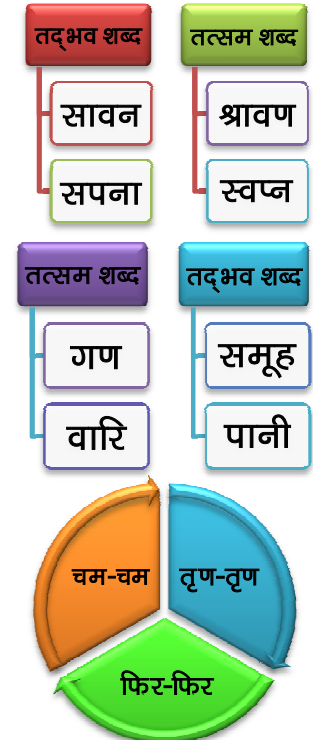 तद्भव शब्द
तत्सम शब्द
सावन
श्रावण
सपना
स्वप्न
तत्सम शब्द
तद्भव शब्द
गण
समूह
वारि
पानी
चम-चम
तृण-तृण
फिर-फिर